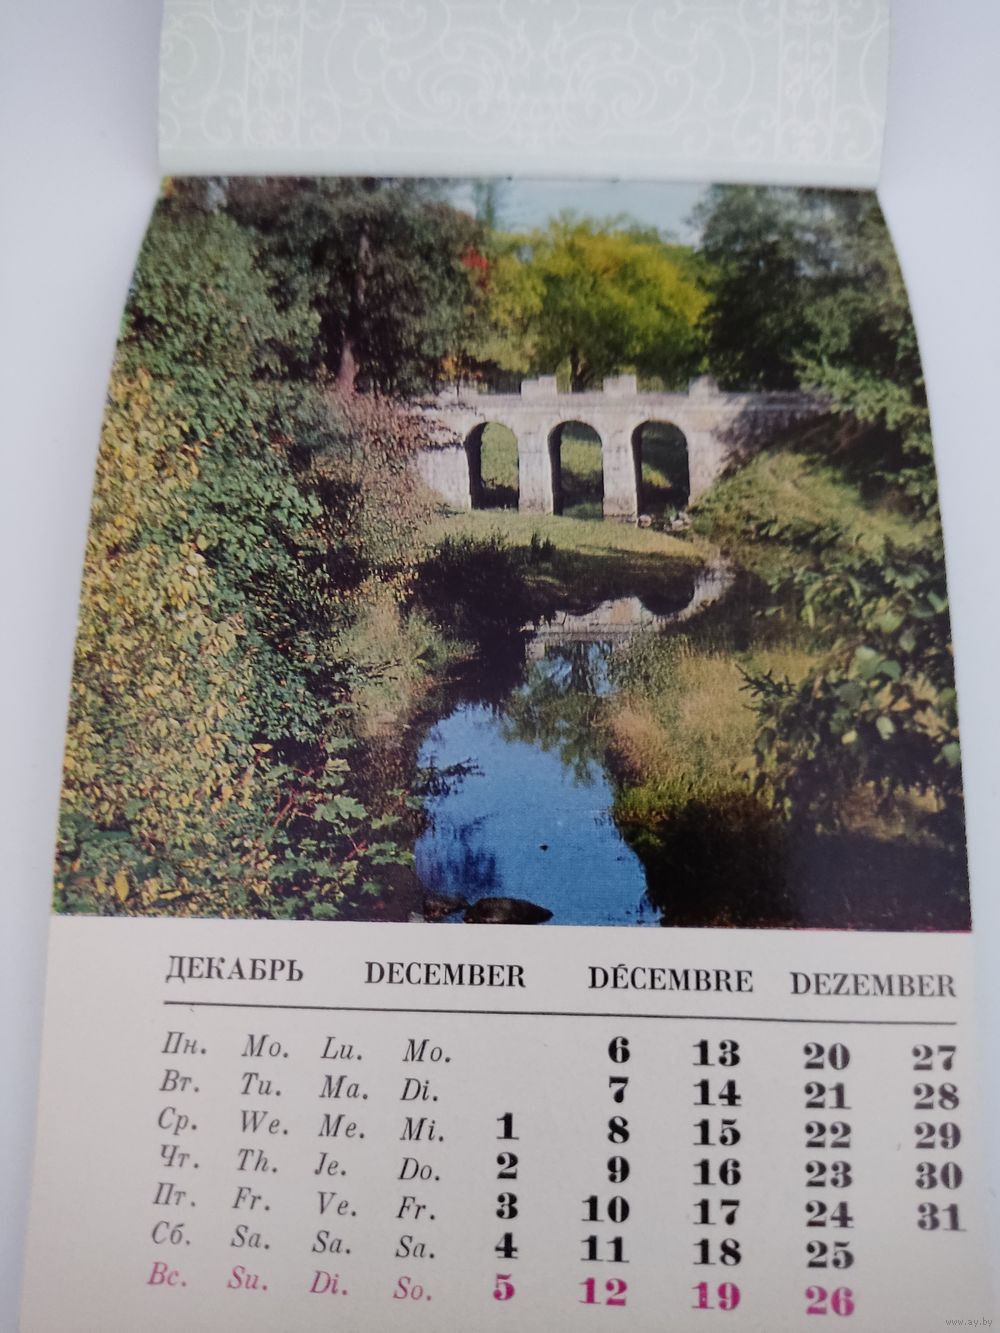 ДЕКАБРЬ DECEMBER DÉCEMBRE DEZEMBER
Пн. Mo. Lu. Mo. 6 13 20 27
Вт. Tu. Ma. Di. 7 14 21 28
Ср. We. Me. Mi. 1 8 15 22 29
Чт. Th. Je. Do. 2 9 16 23 30
Пт. Fr. Ve. Fr. 3 10 17 24 31
Сб. Sa. Sa. Sa. 4 11 18 25
Вс. Su. Di. So. 5 12 19 26
www.ay.by